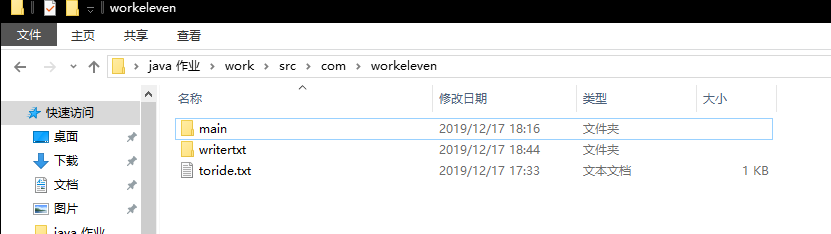 workeleven
文件 主页 共享 查看
java 作业 › work › src › com › workeleven
名称 修改日期 类型 大小
快速访问
桌面
下载
文档
图片
java 作业
main 2019/12/17 18:16 文件夹
writertxt 2019/12/17 18:44 文件夹
toride.txt 2019/12/17 17:33 文本文档 1 KB